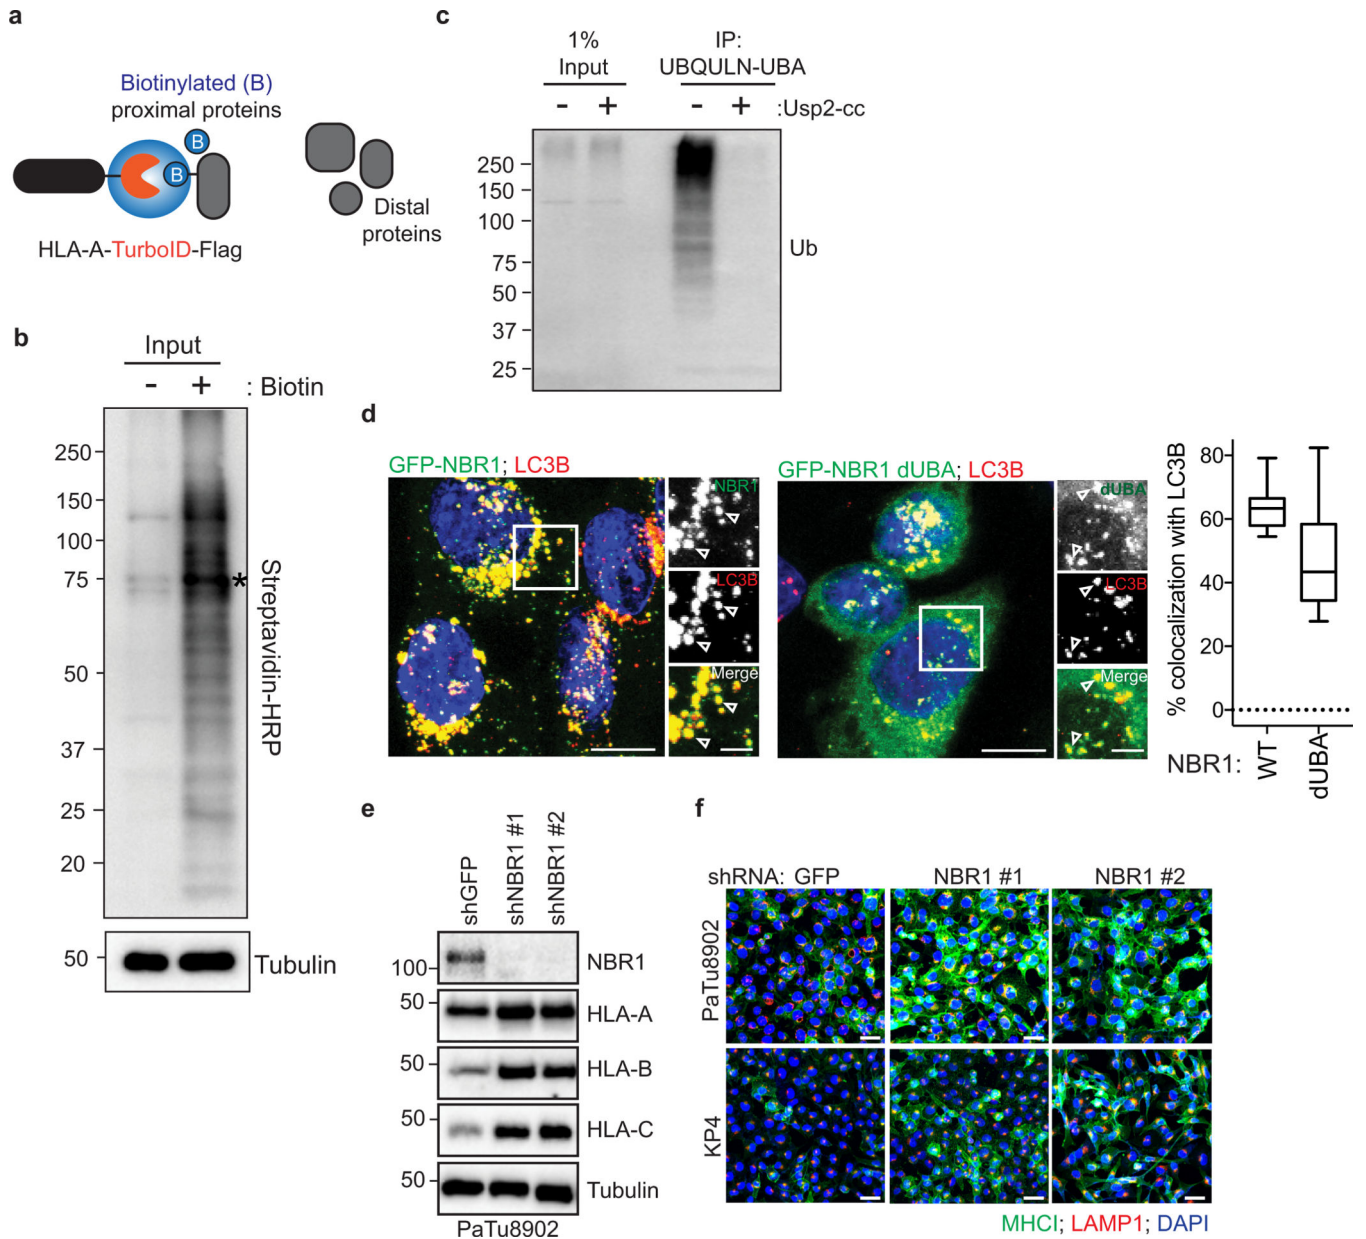 a
Biotinylated (B)
proximal proteins
B
B
Distal
proteins
HLA-A-TurboID-Flag
b
Input
- + : Biotin
250
150
100
75
50
37
25
20
*
Streptavidin-HRP
50
Tubulin
c
1%
Input
IP:
UBQULN-UBA
- + - + :Usp2-cc
250
150
100
75
50
37
25
Ub
d
GFP-NBR1; LC3B
NBR1
LC3B
Merge
GFP-NBR1 dUBA; LC3B
dUBA
LC3B
Merge
% colocalization with LC3B
80
60
40
20
0
NBR1: WT dUBA
e
shGFP
shNBR1 #1
shNBR1 #2
100 NBR1
50 HLA-A
50 HLA-B
50 HLA-C
50 Tubulin
PaTu8902
f
shRNA: GFP NBR1 #1 NBR1 #2
PaTu8902
KP4
MHCI; LAMP1; DAPI